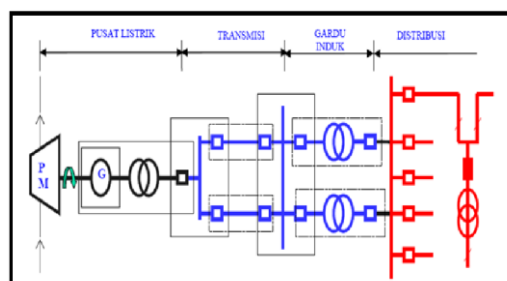 PUSAT LISTRIK
TRANSMISI
GARDU
INDUK
DISTRIBUSI
P
M
G